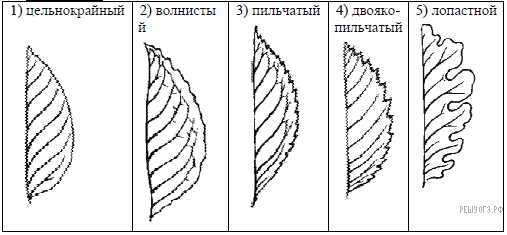 1) цельнокрайный
2) волнисты
й
3) пильчатый
4) двояко-
пильчатый
5) лопастной
РЕШУОГЭ.РФ